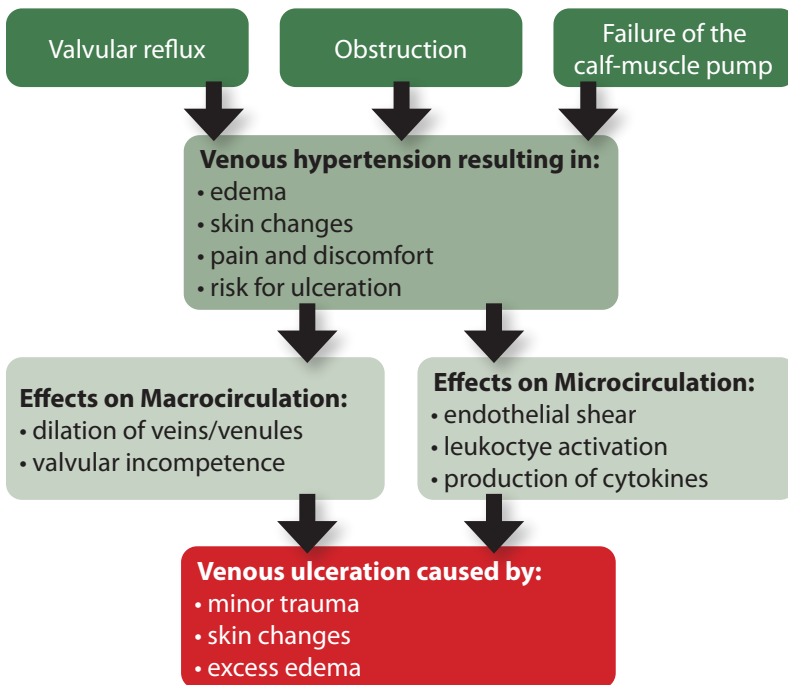 Valvular reflux
Obstruction
Failure of the
calf-muscle pump
Venous hypertension resulting in:
• edema
• skin changes
• pain and discomfort
• risk for ulceration
Effects on Macrocirculation:
• dilation of veins/venules
• valvular incompetence
Effects on Microcirculation:
• endothelial shear
• leukoctye activation
• production of cytokines
Venous ulceration caused by:
• minor trauma
• skin changes
• excess edema